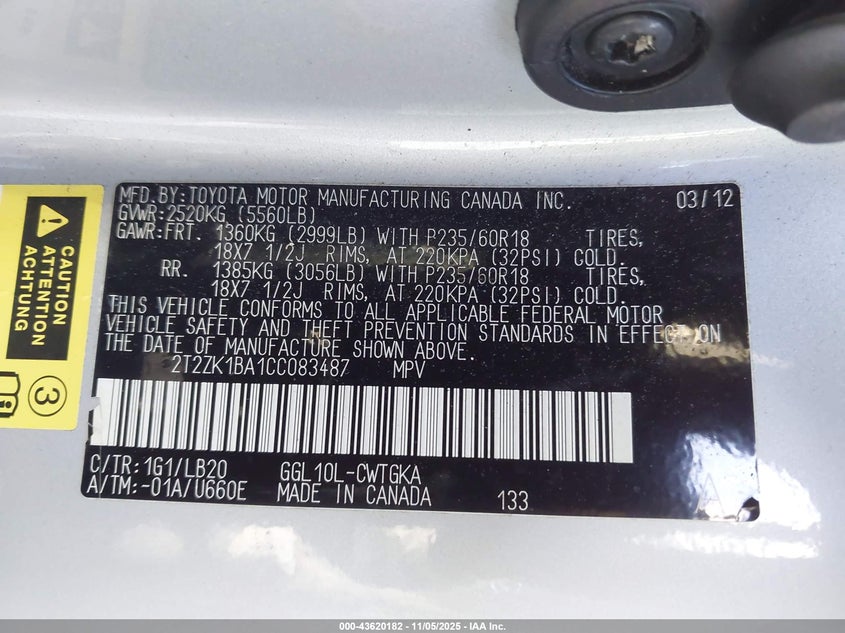 MFD.BY:TOYOTA MOTOR MANUFACTURING CANADA INC. 03/12
GVWR:2520KG (5560LB)
GAWR:FRT. 1360KG (2999LB) WITH P235/60R18 TIRES,
18X7 1/2J RIMS, AT 220KPA (32PSI) COLD.
RR. 1385KG (3056LB) WITH P235/60R18 TIRES,
18X7 1/2J RIMS, AT 220KPA (32PSI) COLD.
THIS VEHICLE CONFORMS TO ALL APPLICABLE FEDERAL MOTOR
VEHICLE SAFETY AND THEFT PREVENTION STANDARDS IN EFFECT ON
THE DATE OF MANUFACTURE SHOWN ABOVE.
2T2ZK1BA1CC083487 MPV
C/TR:1G1/LB20 GGL10L-CWTGKA
A/TM:-01A/U660E MADE IN CANADA 133 A
CAUTION
3
000-43620182 - 11/05/2025 - IAA Inc.